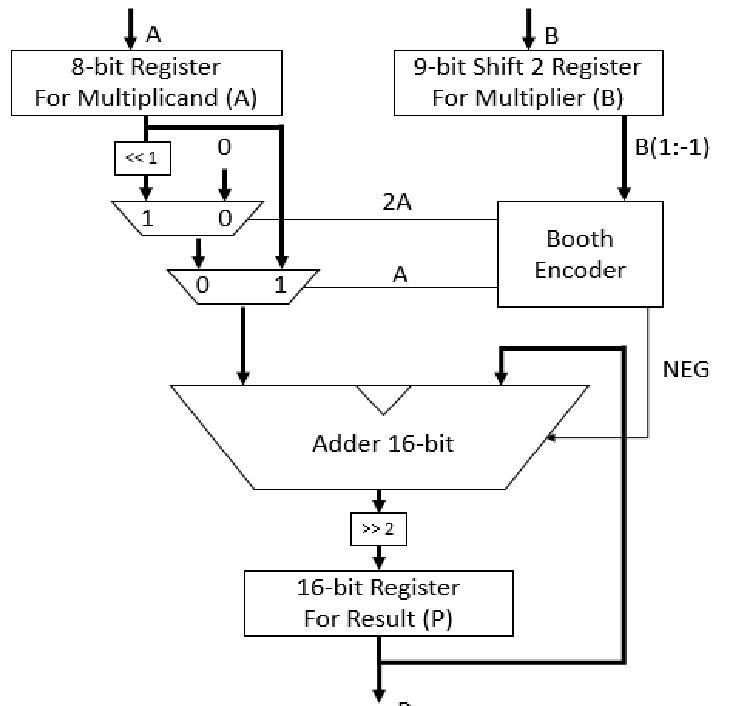 A
B
8-bit Register
For Multiplicand (A)
9-bit Shift 2 Register
For Multiplier (B)
<< 1
0
B(1:-1)
1 0
2A
Booth
Encoder
0 1
A
NEG
Adder 16-bit
>> 2
16-bit Register
For Result (P)